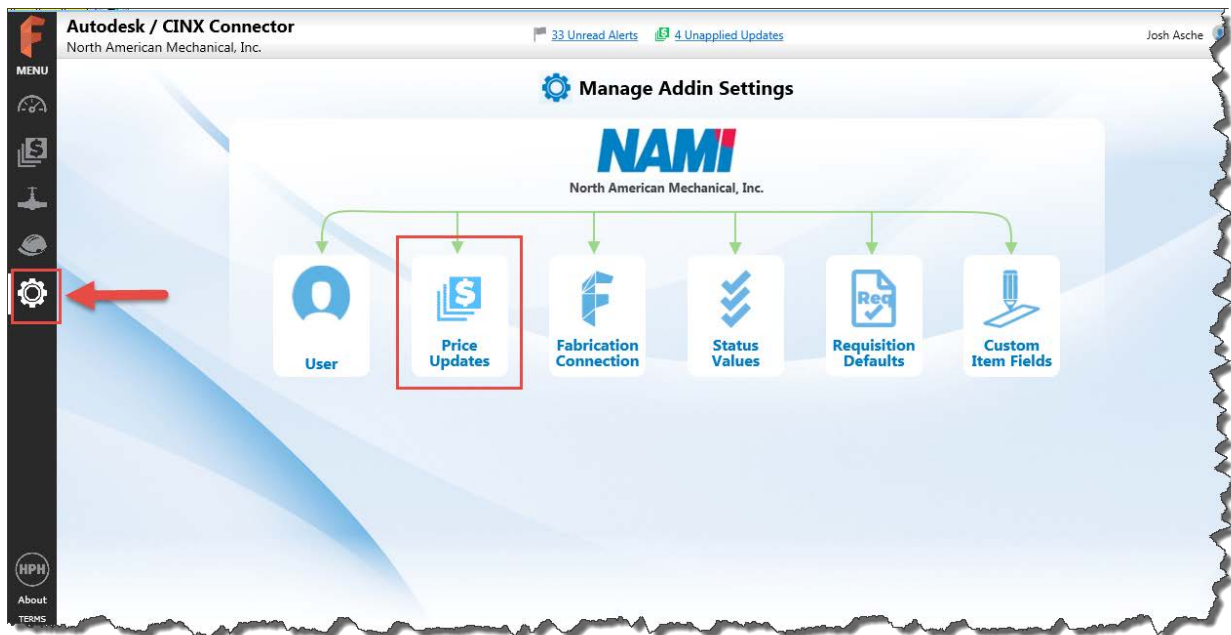 Autodesk / CINX Connector
North American Mechanical, Inc.
33 Unread Alerts
4 Unapplied Updates
Josh Asche
MENU
Manage Addin Settings
NAMI
North American Mechanical, Inc.
User
Price
Updates
Fabrication
Connection
Status
Values
Req
Requisition
Defaults
Custom
Item Fields
HPH
About
TERMS